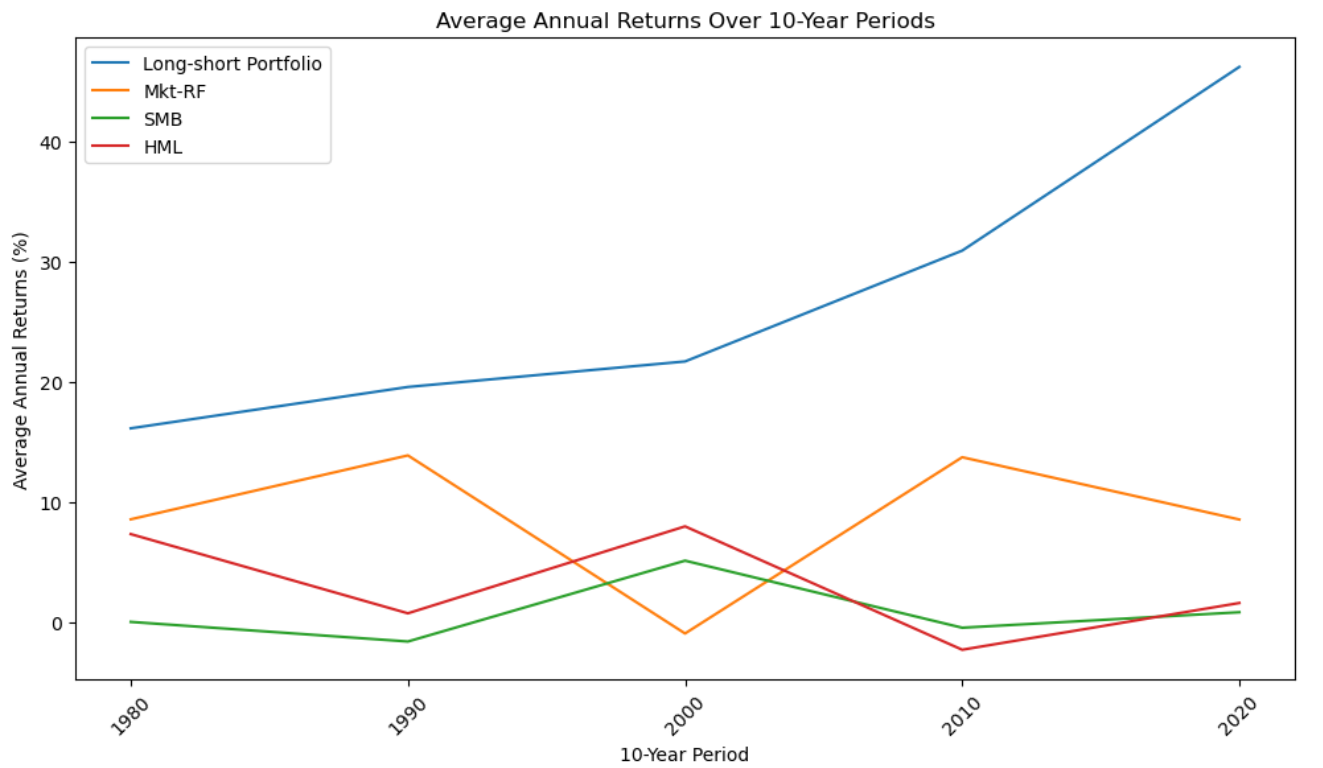 Average Annual Returns Over 10-Year Periods
Long-short Portfolio
Mkt-RF
SMB
HML
Average Annual Returns (%)
40
30
20
10
0
1980
1990
2000
2010
2020
10-Year Period